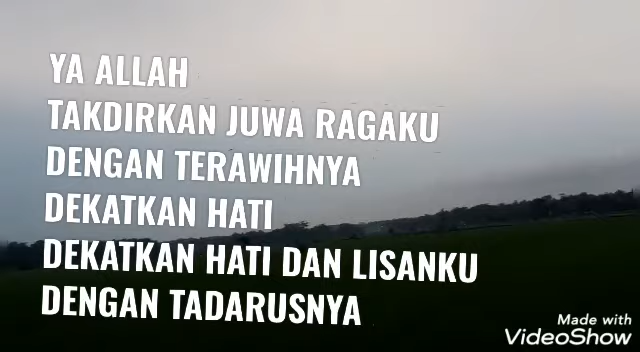 YA ALLAH
TAKDIRKAN JUWA RAGAKU
DENGAN TERAWIHNYA
DEKATKAN HATI
DEKATKAN HATI DAN LISANKU
DENGAN TADARUSNYA
Made with
VideoShow